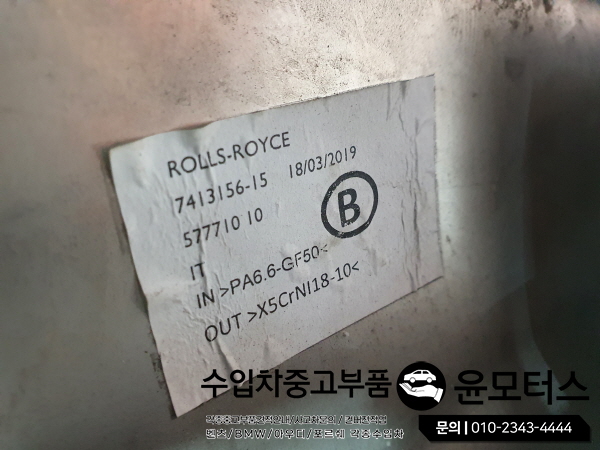 ROLLS-ROYCE
7413156-15 18/03/2019
577710 10
B
IT
IN >PA6.6-GF50<
OUT >X5CrNI18-10<
수입차중고부품 윤모터스
벤츠/BMW/아우디/포르쉐 각종수입차
문의 | 010-2343-4444